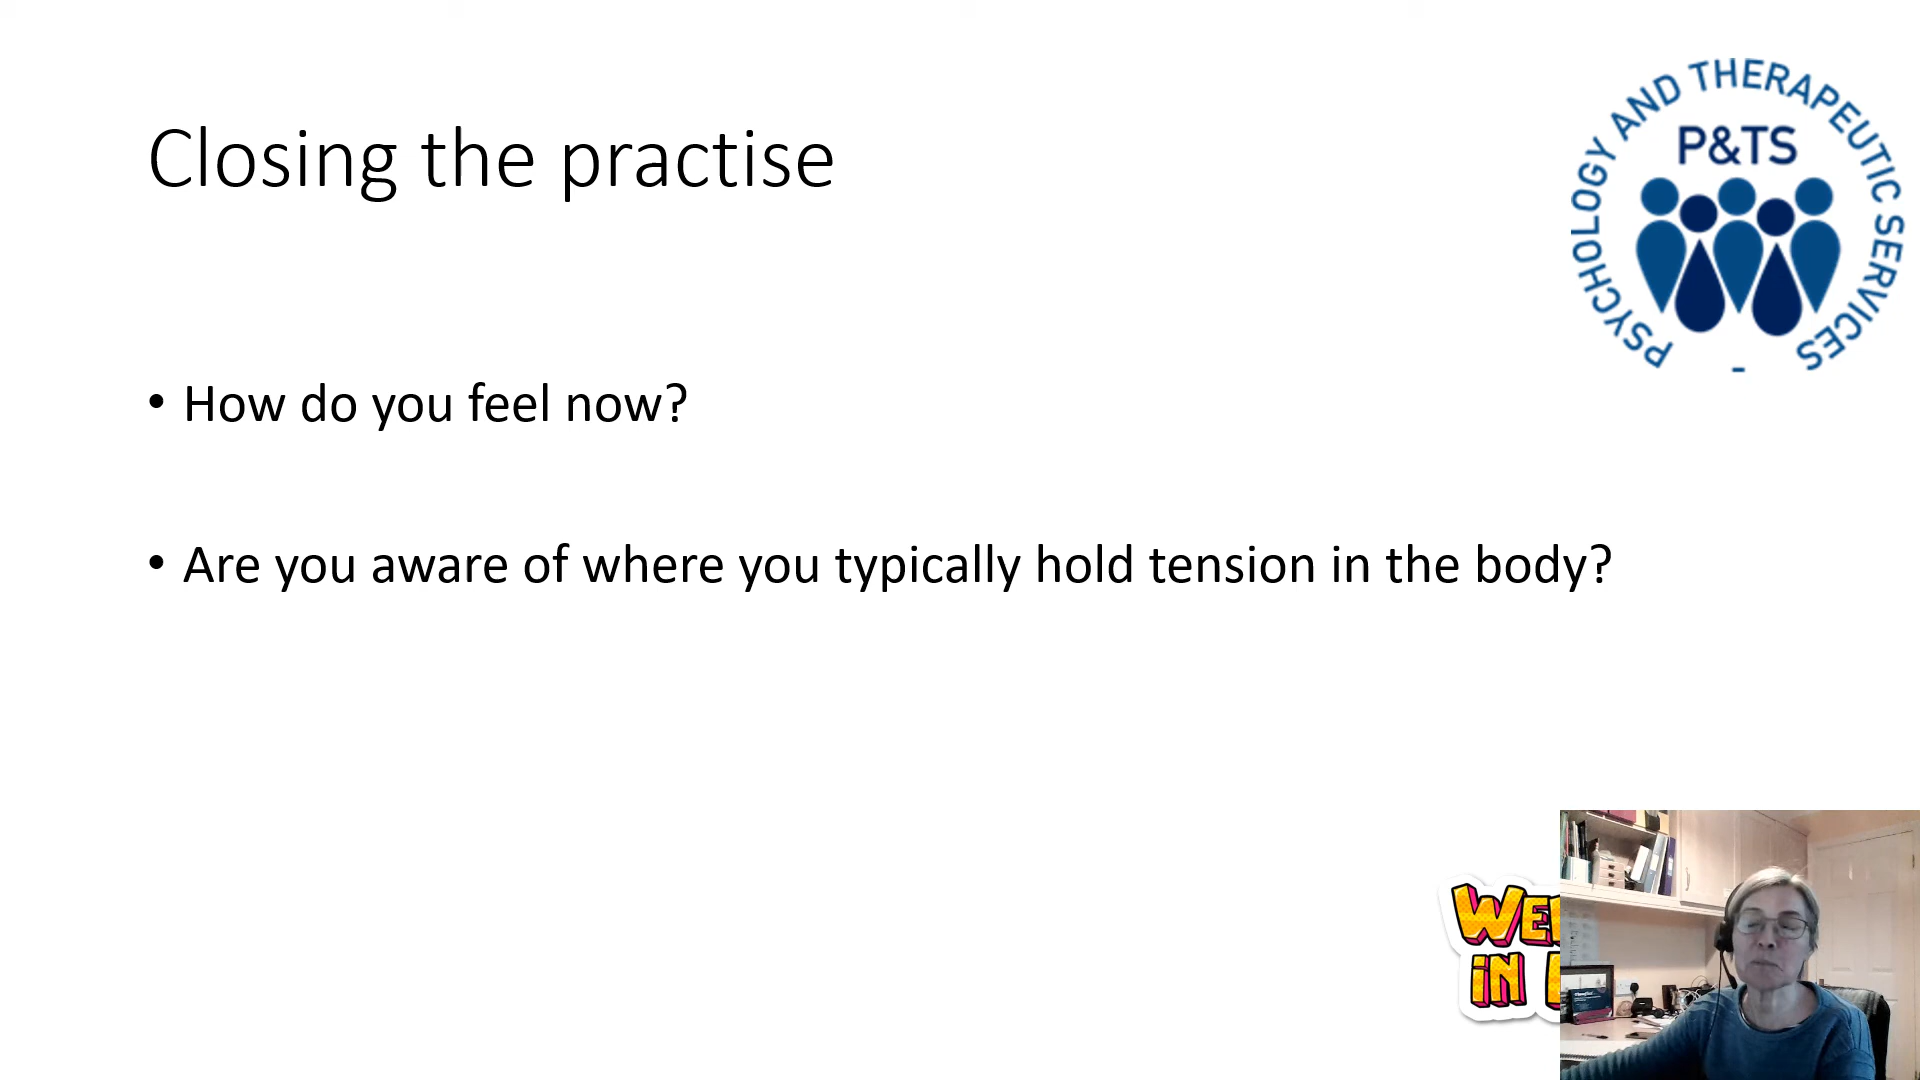 Closing the practise
PSYCHOLOGY AND THERAPEUTIC SERVICES
P&TS
• How do you feel now?
• Are you aware of where you typically hold tension in the body?
IN